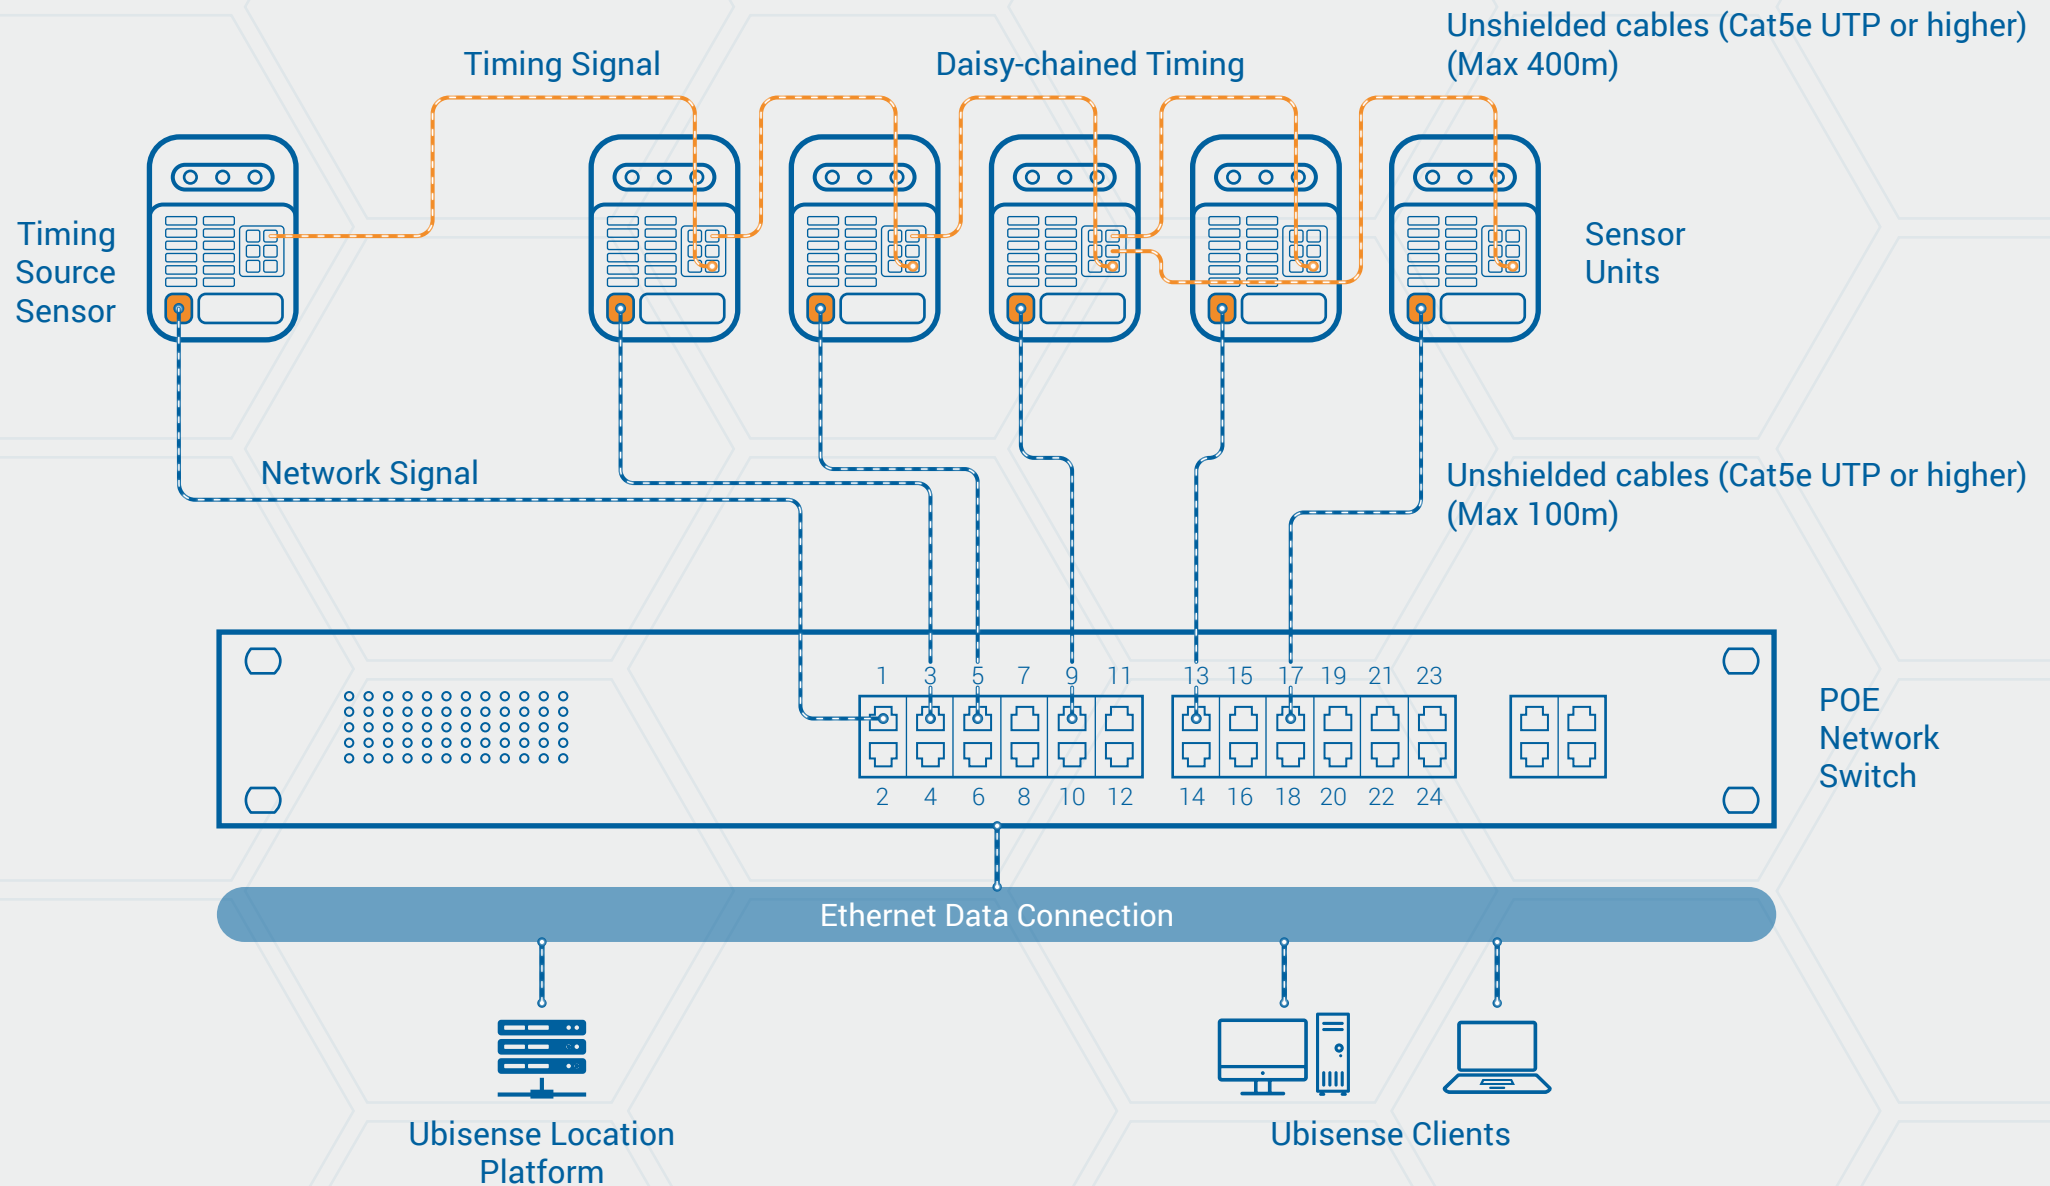 Unshielded cables (Cat5e UTP or higher)
(Max 400m)
Timing Signal
Daisy-chained Timing
Timing
Source
Sensor
Sensor
Units
Network Signal
Unshielded cables (Cat5e UTP or higher)
(Max 100m)
1 3 5 7 9 11 13 15 17 19 21 23
2 4 6 8 10 12 14 16 18 20 22 24
POE
Network
Switch
Ethernet Data Connection
Ubisense Location
Platform
Ubisense Clients